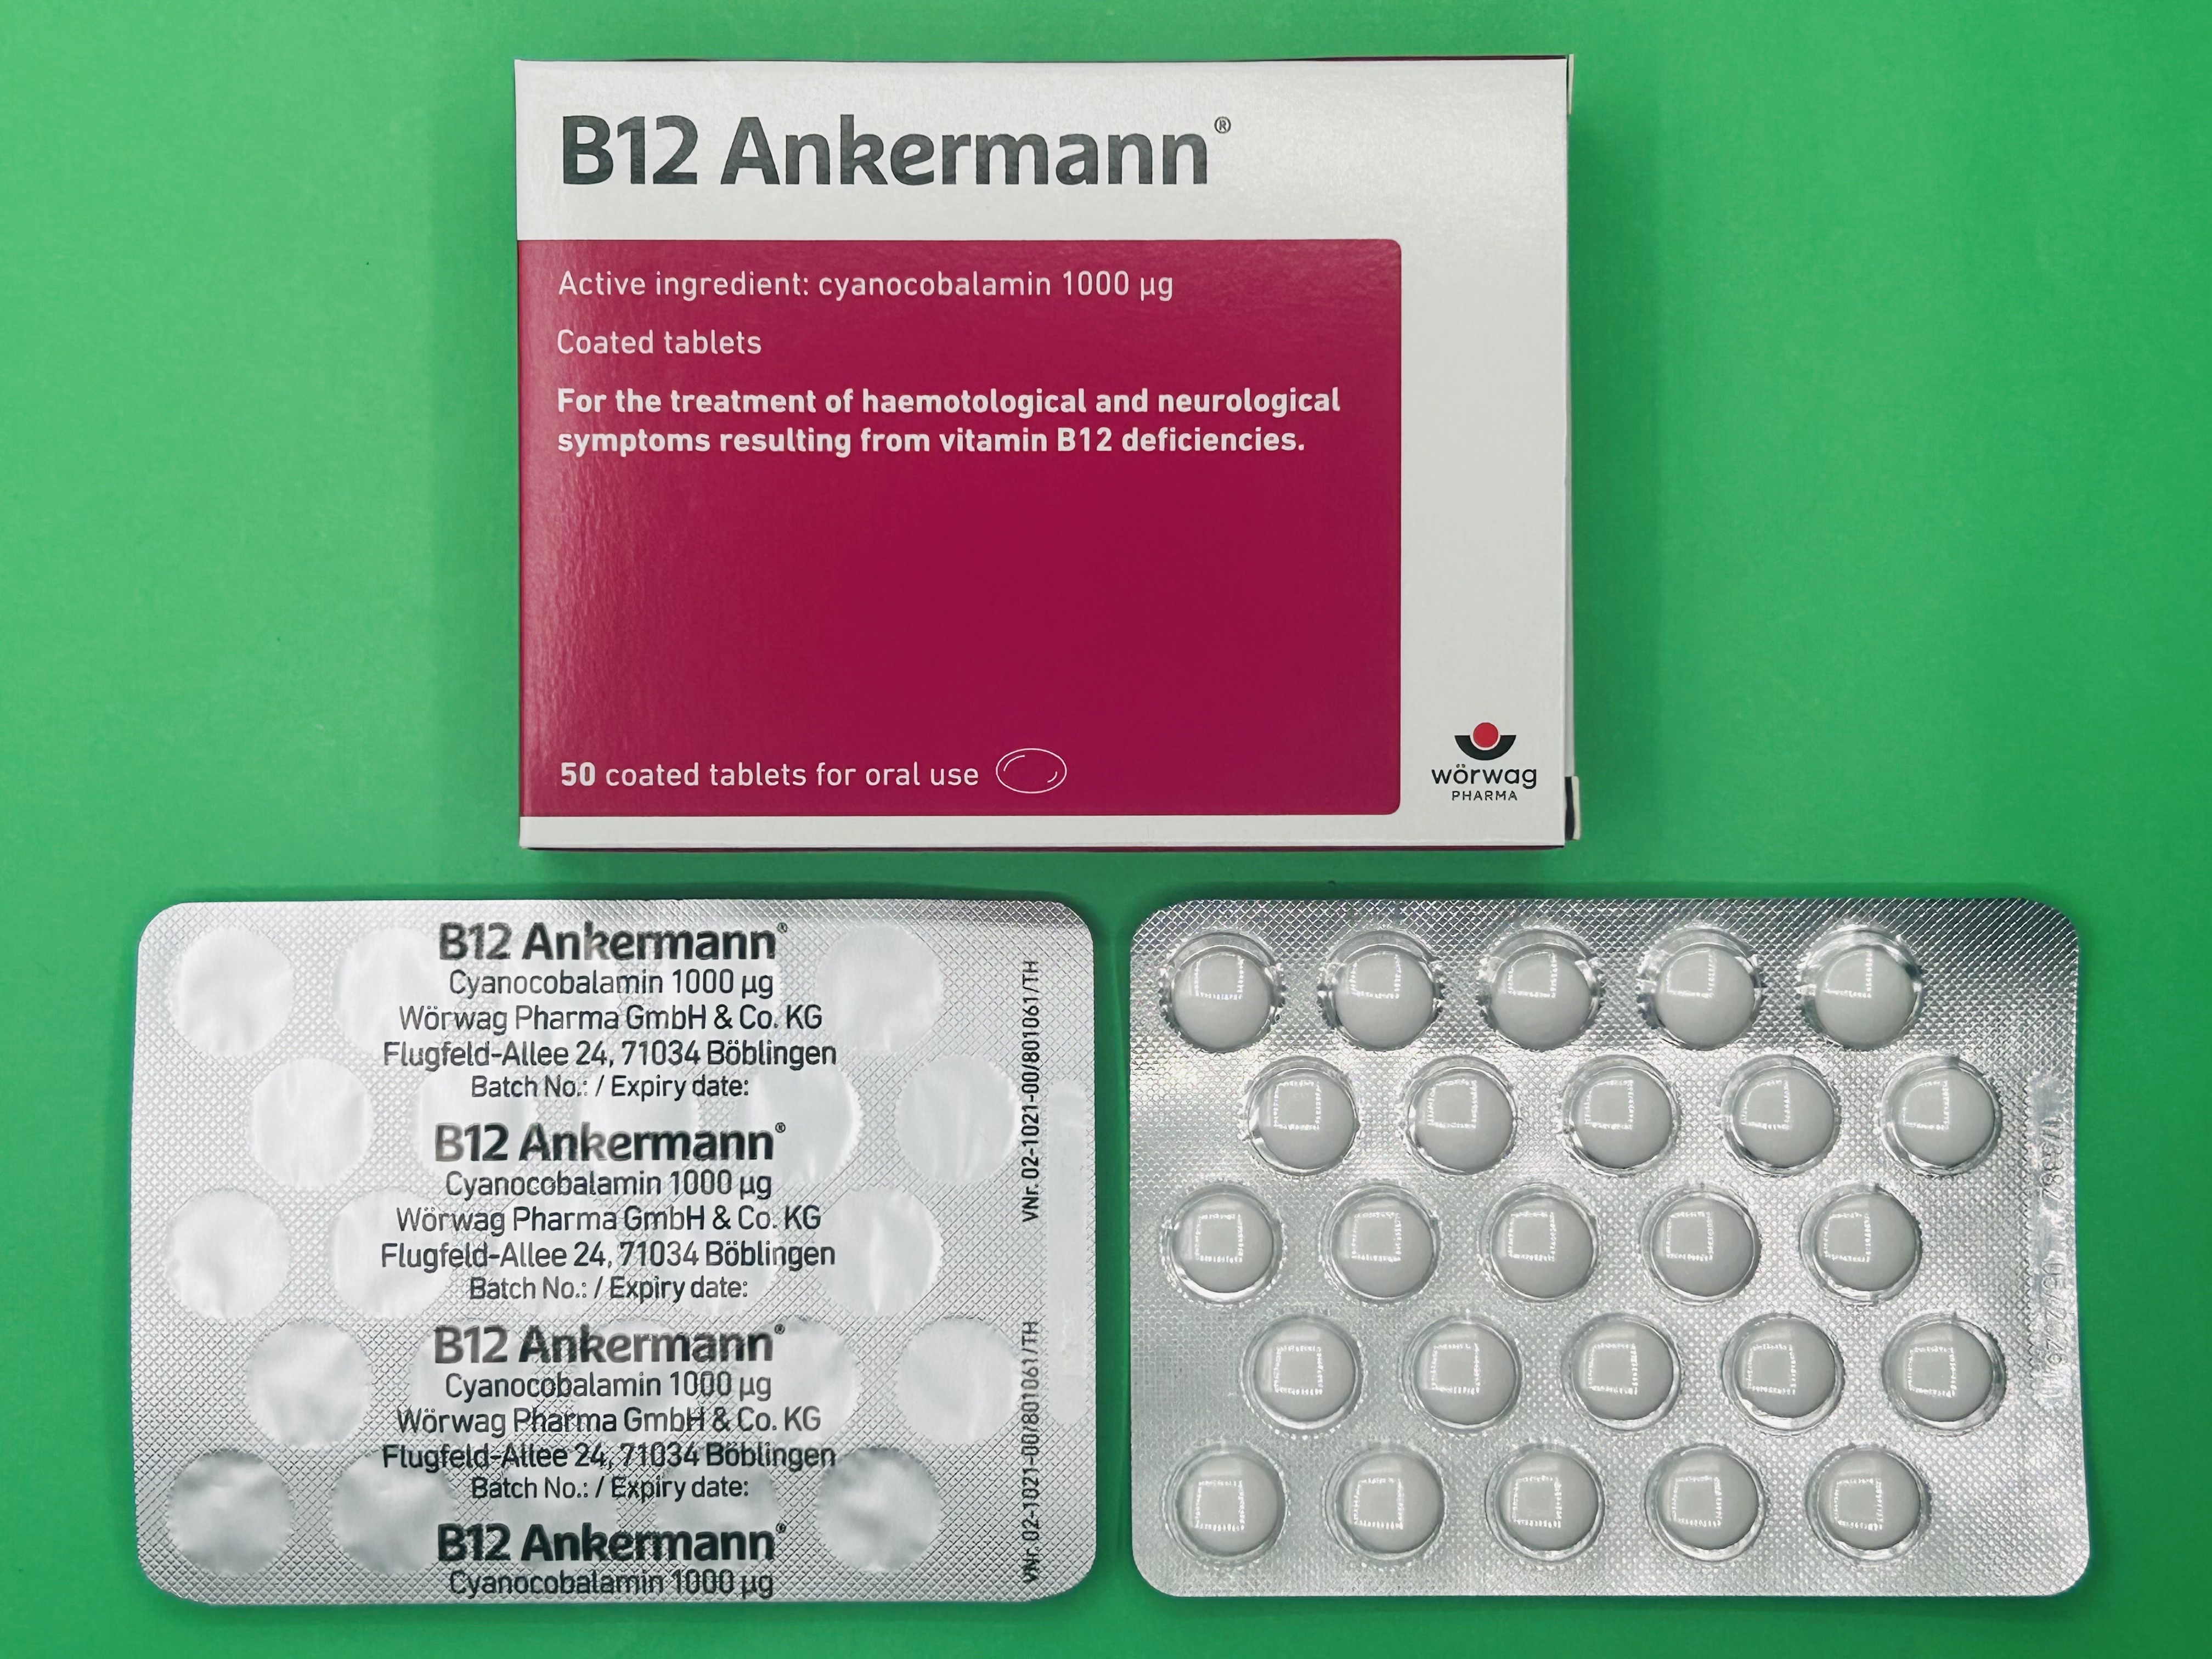 B12 Ankermann®
Active ingredient: cyanocobalamin 1000 µg
Coated tablets
For the treatment of haemotological and neurological
symptoms resulting from vitamin B12 deficiencies.
50 coated tablets for oral use
wörwag
PHARMA
B12 Ankermann®
Cyanocobalamin 1000 µg
Wörwag Pharma GmbH & Co. KG
Flugfeld-Allee 24, 71034 Böblingen
Batch No.: / Expiry date:
B12 Ankermann®
Cyanocobalamin 1000 µg
Wörwag Pharma GmbH & Co. KG
Flugfeld-Allee 24, 71034 Böblingen
Batch No.: / Expiry date:
B12 Ankermann®
Cyanocobalamin 1000 µg
Wörwag Pharma GmbH & Co. KG
Flugfeld-Allee 24, 71034 Böblingen
Batch No.: / Expiry date:
B12 Ankermann®
Cyanocobalamin 1000 µg
VNr. 02-1021-00/801061/TH
VNr. 02-1021-00/801061/TH